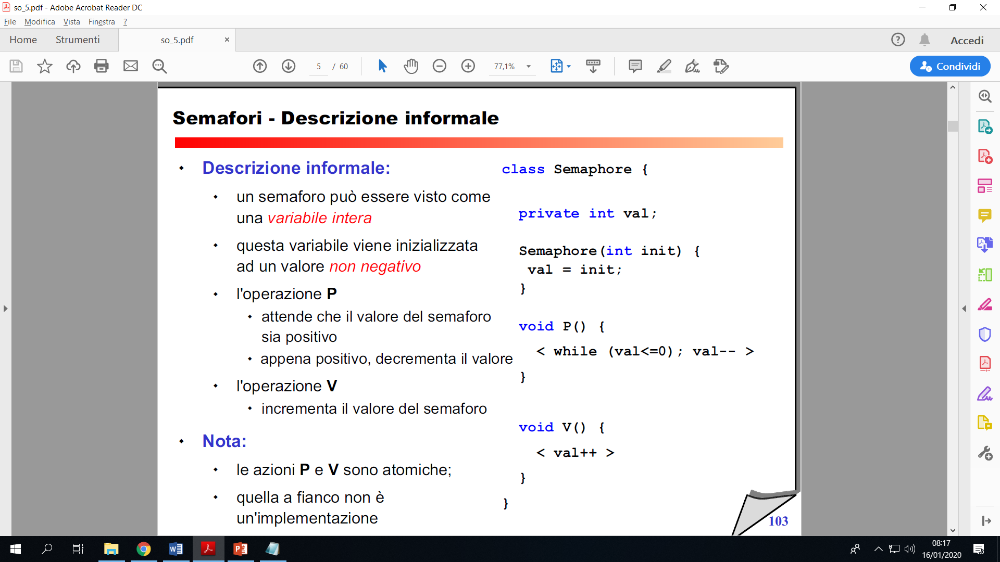 so_5.pdf - Adobe Acrobat Reader DC
File Modifica Vista Finestra ?
Home Strumenti so_5.pdf × ? Accedi
5 / 60 77,1% Condividi
Semafori - Descrizione informale
• Descrizione informale:
• un semaforo può essere visto come
una variabile intera
• questa variabile viene inizializzata
ad un valore non negativo
• l'operazione P
• attende che il valore del semaforo
sia positivo
• appena positivo, decrementa il valore
• l'operazione V
• incrementa il valore del semaforo
• Nota:
• le azioni P e V sono atomiche;
• quella a fianco non è
un'implementazione
class Semaphore {
private int val;
Semaphore(int init) {
val = init;
}
void P() {
< while (val<=0); val-- >
}
void V() {
< val++ >
}
}
103
08:17
16/01/2020